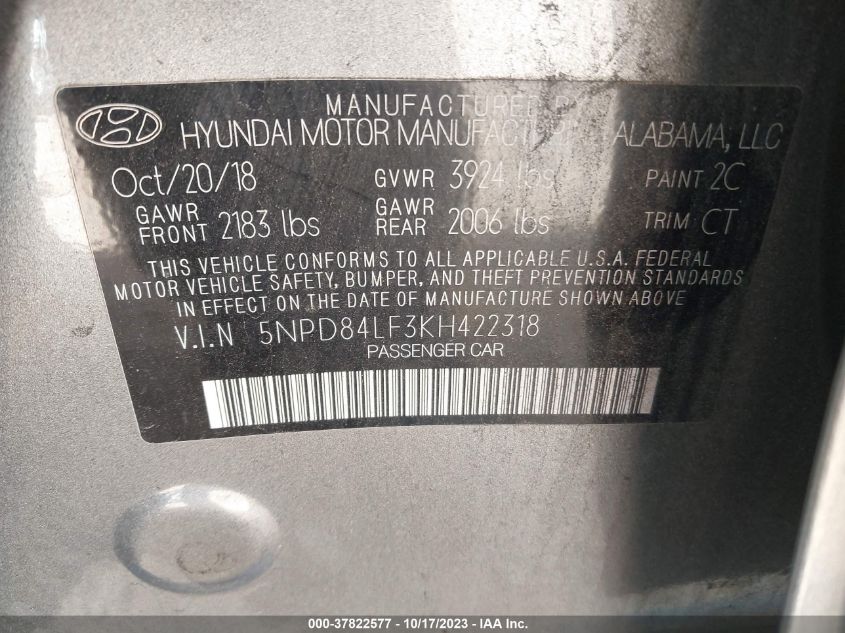 MANUFACTURED BY
HYUNDAI MOTOR MANUFACTURING ALABAMA, LLC
Oct/20/18 GVWR 3924 lbs PAINT 2C
GAWR FRONT 2183 lbs GAWR REAR 2006 lbs TRIM CT
THIS VEHICLE CONFORMS TO ALL APPLICABLE U.S.A. FEDERAL
MOTOR VEHICLE SAFETY, BUMPER, AND THEFT PREVENTION STANDARDS
IN EFFECT ON THE DATE OF MANUFACTURE SHOWN ABOVE
V.I.N 5NPD84LF3KH422318
PASSENGER CAR
000-37822577 - 10/17/2023 - IAA Inc.